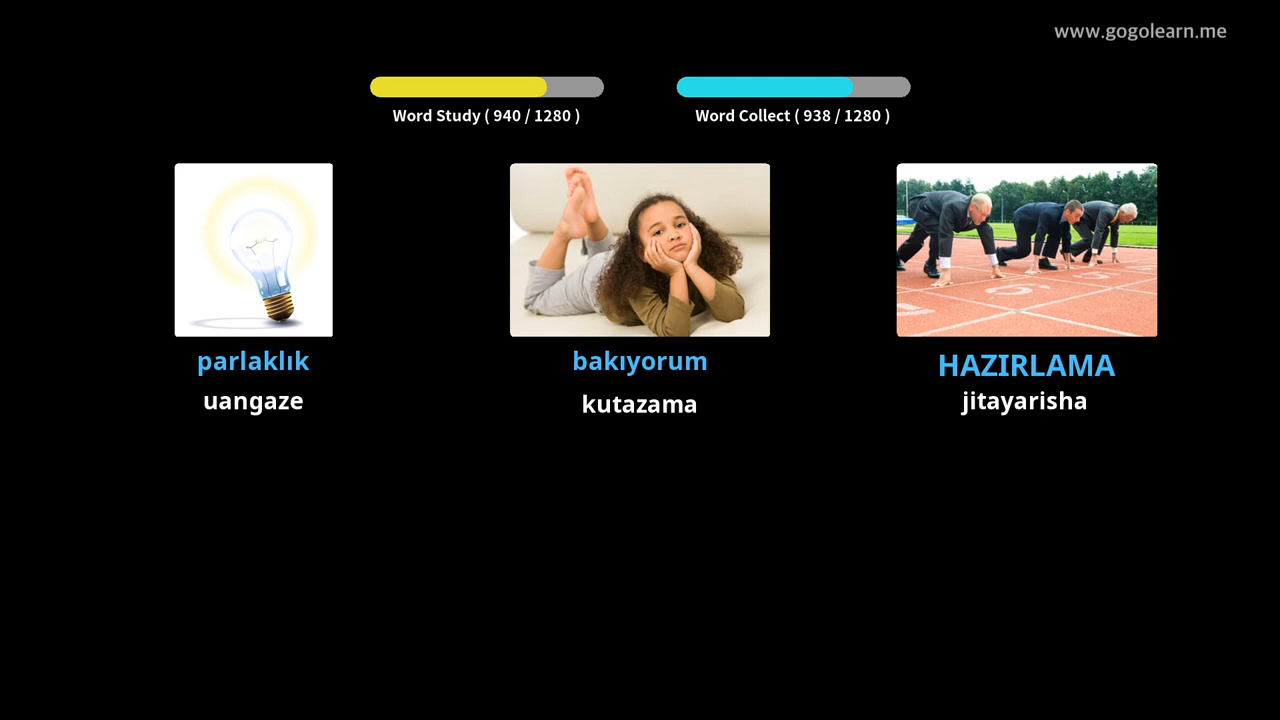 www.gogolearn.me
Word Study ( 940 / 1280 )
Word Collect ( 938 / 1280 )
parlaklık
uangaze
bakıyorum
kutazama
HAZIRLAMA
jitayarisha